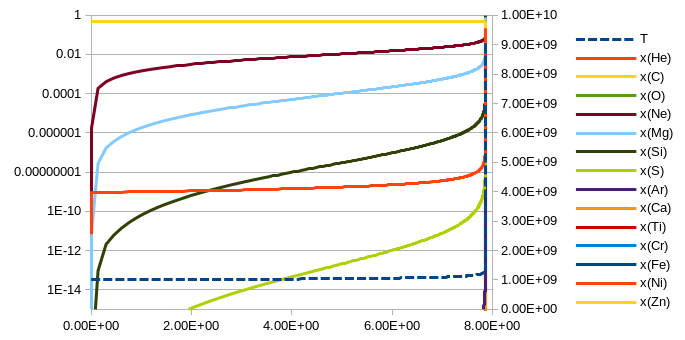 1
0.01
0.0001
0.000001
0.00000001
1E-10
1E-12
1E-14
1.00E+10
9.00E+09
8.00E+09
7.00E+09
6.00E+09
5.00E+09
4.00E+09
3.00E+09
2.00E+09
1.00E+09
0.00E+00
0.00E+00 2.00E+00 4.00E+00 6.00E+00 8.00E+00
T
x(He)
x(C)
x(O)
x(Ne)
x(Mg)
x(Si)
x(S)
x(Ar)
x(Ca)
x(Ti)
x(Cr)
x(Fe)
x(Ni)
x(Zn)